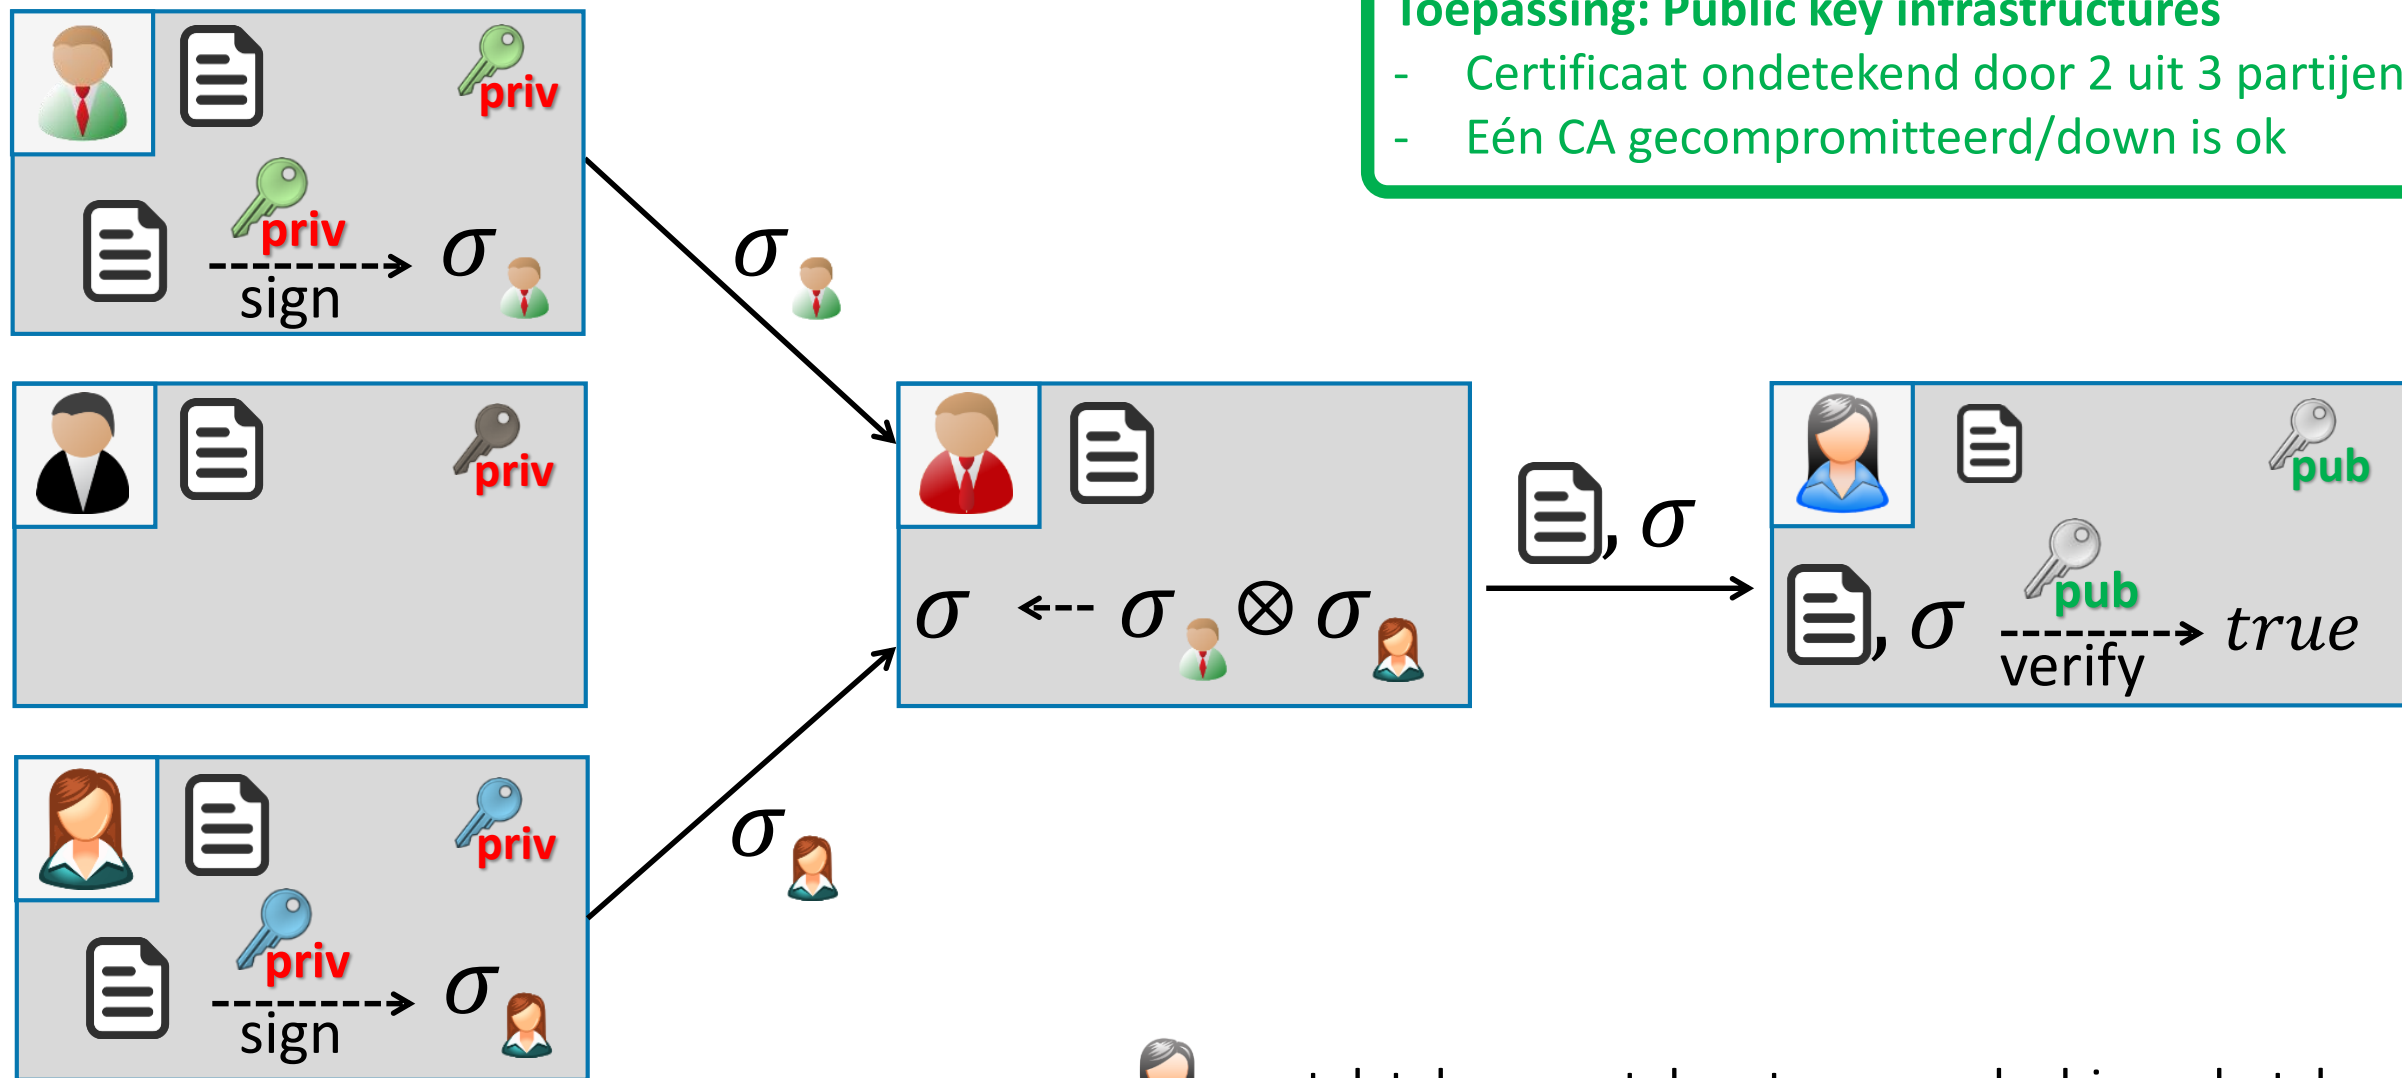 Toepassing: Public key infrastructures
- Certificaat ondetekend door 2 uit 3 partijen
- Eén CA gecompromitteerd/down is ok
priv
priv
sign
σ
σ
priv
σ ⇠ σ ⊗ σ
, σ
pub
, σ
pub
verify
true
priv
priv
sign
σ
σ